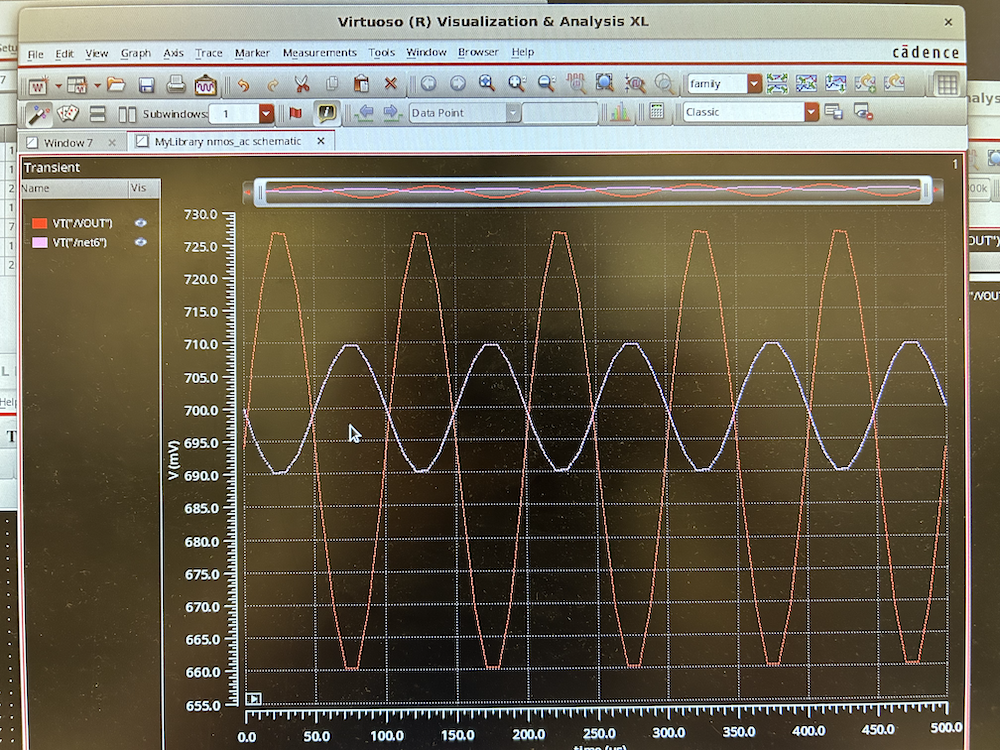 Virtuoso (R) Visualization & Analysis XL
File Edit View Graph Axis Trace Marker Measurements Tools Window Browser Help
cādence
family
Subwindows: 1
Data Point
Classic
Window 7
MyLibrary nmos_ac schematic
Transient
1
Name Vis
VT("/VOUT")
VT("/net6")
730.0
725.0
720.0
715.0
710.0
705.0
700.0
695.0
690.0
685.0
680.0
675.0
670.0
665.0
660.0
655.0
V (mV)
0.0 50.0 100.0 150.0 200.0 250.0 300.0 350.0 400.0 450.0 500.0
time (us)